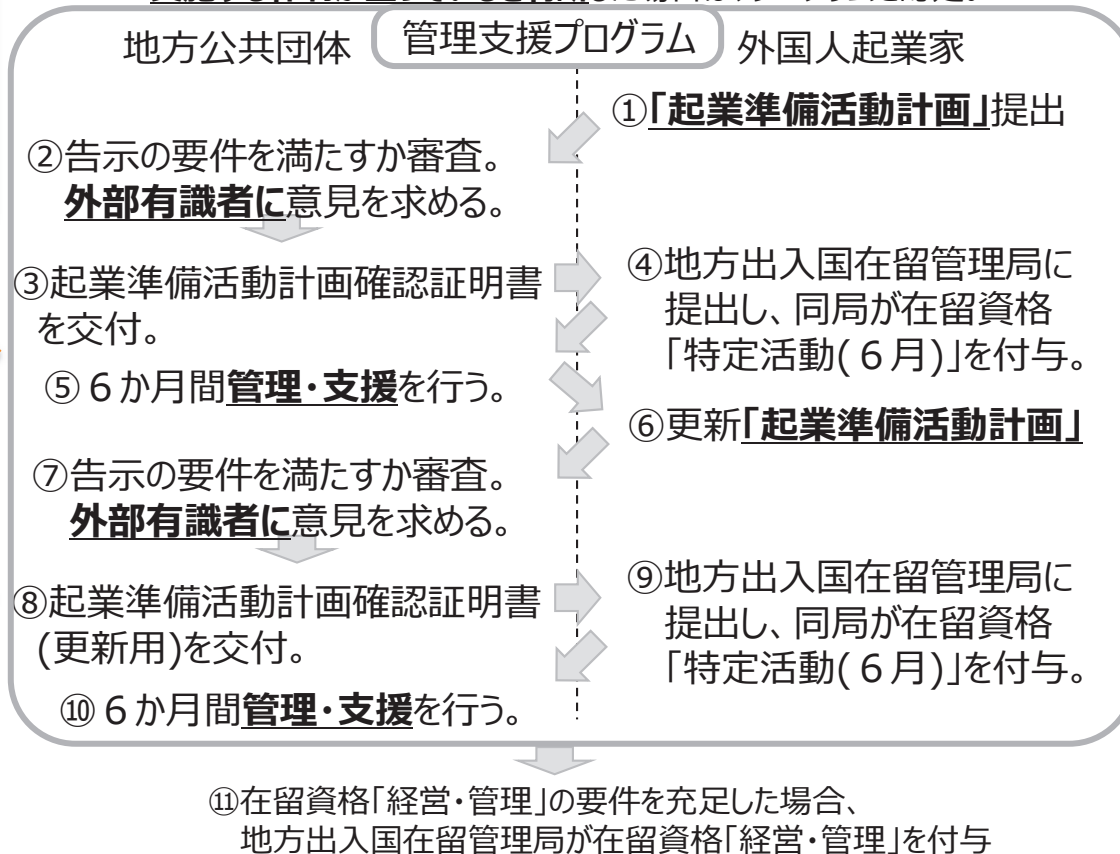 地方公共団体
管理支援プログラム
外国人起業家
①「起業準備活動計画」提出
②告示の要件を満たすか審査。
外部有識者に意見を求める。
③起業準備活動計画確認証明書
を交付。
④地方出入国在留管理局に
提出し、同局が在留資格
「特定活動(６月)」を付与。
⑤６か月間管理・支援を行う。
⑥更新「起業準備活動計画」
⑦告示の要件を満たすか審査。
外部有識者に意見を求める。
⑧起業準備活動計画確認証明書
(更新用)を交付。
⑨地方出入国在留管理局に
提出し、同局が在留資格
「特定活動(６月)」を付与。
⑩６か月間管理・支援を行う。
⑪在留資格「経営・管理」の要件を充足した場合、
地方出入国在留管理局が在留資格「経営・管理」を付与